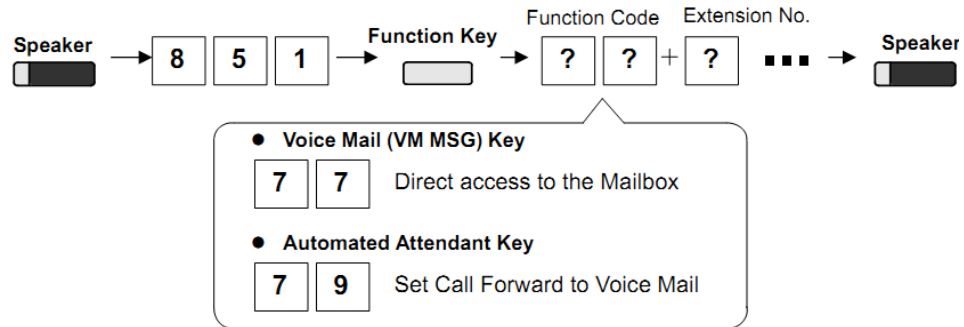 Function Code Extension No.
Speaker 8 5 1 Function Key ? ? + ? ... Speaker
● Voice Mail (VM MSG) Key
7 7 Direct access to the Mailbox
● Automated Attendant Key
7 9 Set Call Forward to Voice Mail